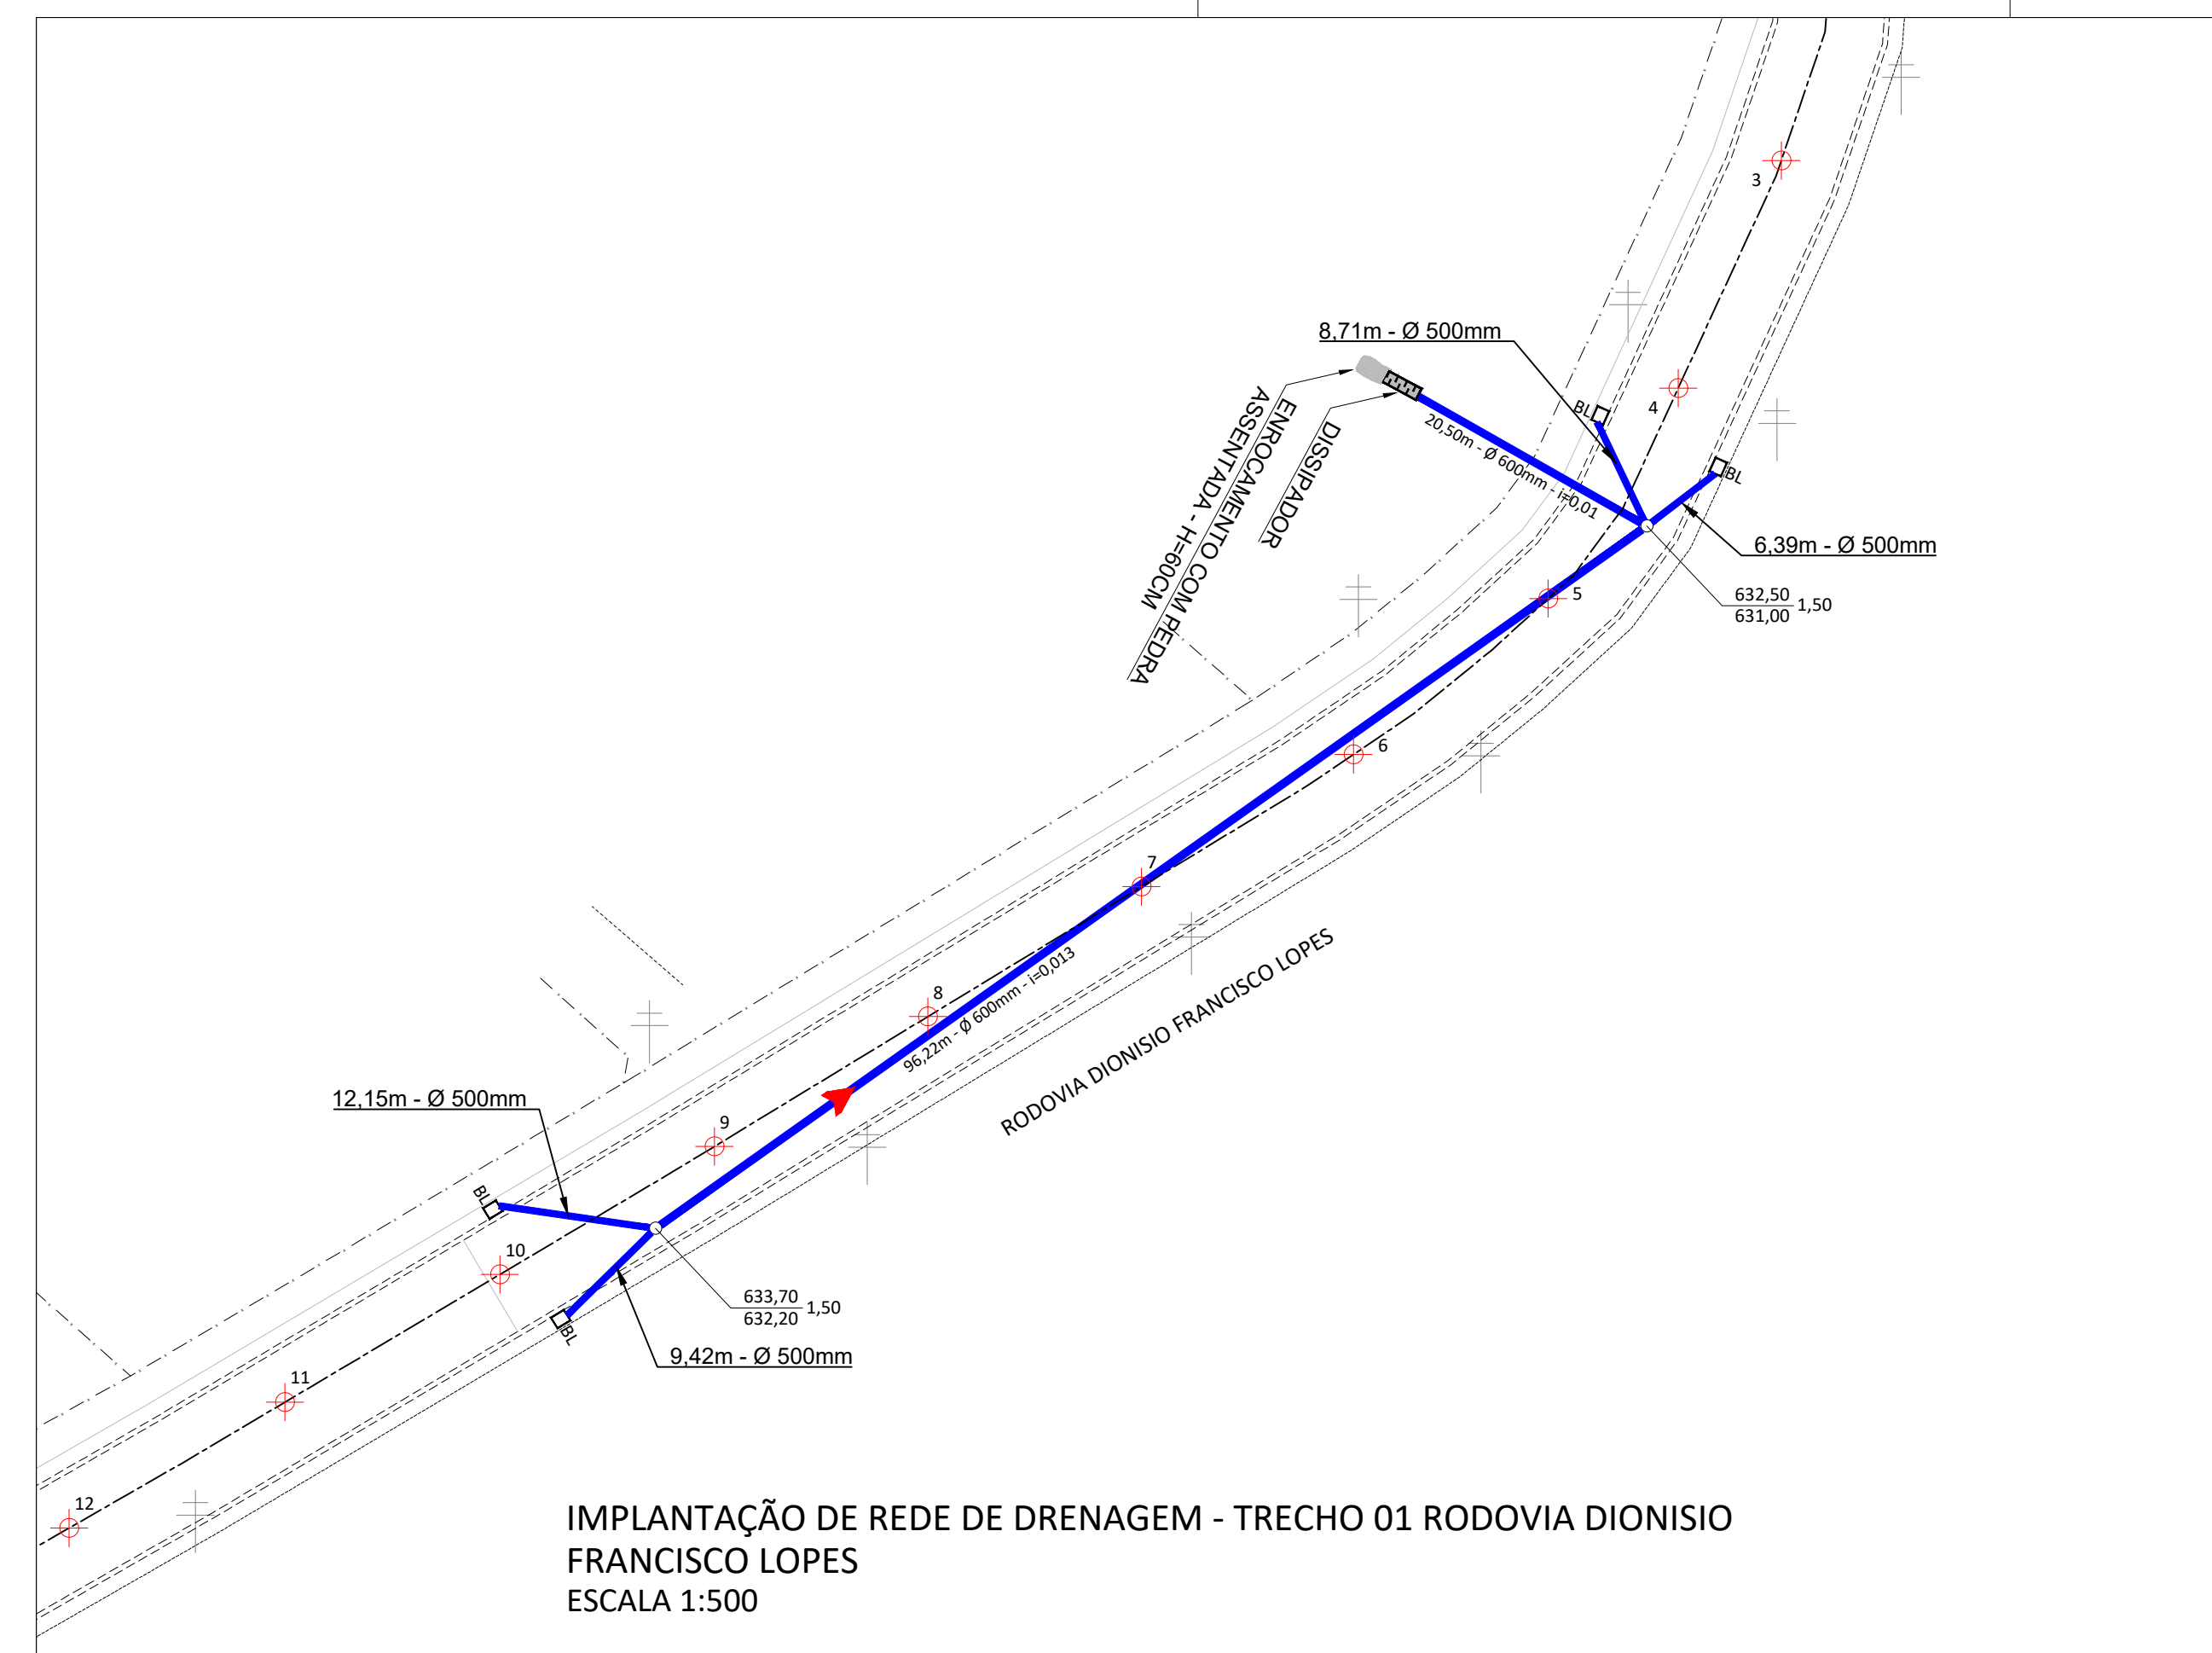 3
8,71m - Ø 500mm
4
BL
BL
20,50m - Ø 600mm - i=0,01
DISSIPADOR
ENROCAMENTO COM PEDRA
ASSENTADA - H=60CM
6,39m - Ø 500mm
5
632,50
631,00
1,50
6
7
RODOVIA DIONISIO FRANCISCO LOPES
8
96,22m - Ø 600mm - i=0,013
12,15m - Ø 500mm
9
BL
10
633,70
632,20
1,50
BL
9,42m - Ø 500mm
11
12
IMPLANTAÇÃO DE REDE DE DRENAGEM - TRECHO 01 RODOVIA DIONISIO
FRANCISCO LOPES
ESCALA 1:500